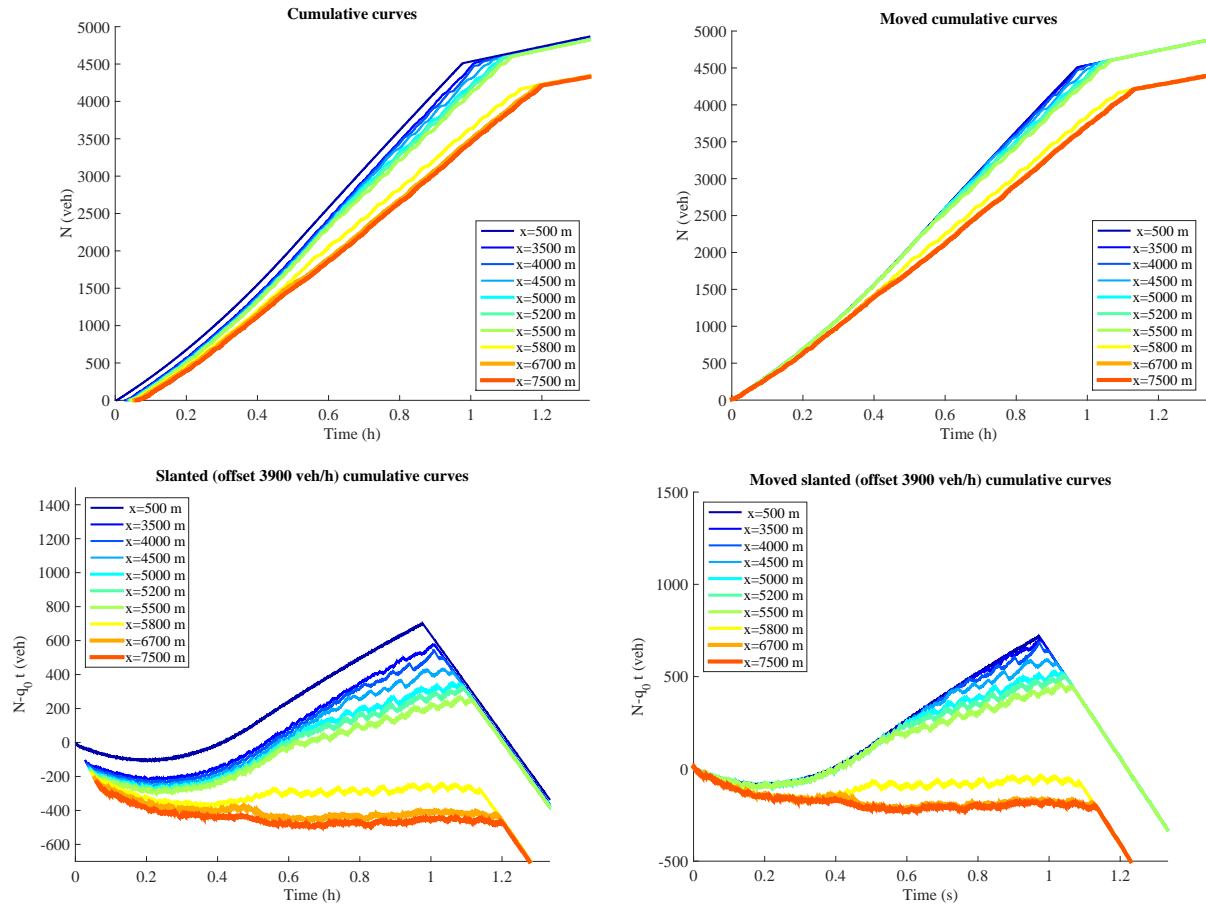 Cumulative curves
5000
4500
4000
3500
3000
2500
2000
1500
1000
500
0
N (veh)
0
0.2
0.4
0.6
0.8
1
1.2
Time (h)
x=500 m
x=3500 m
x=4000 m
x=4500 m
x=5000 m
x=5200 m
x=5500 m
x=5800 m
x=6700 m
x=7500 m
Moved cumulative curves
5000
4500
4000
3500
3000
2500
2000
1500
1000
500
0
N (veh)
0
0.2
0.4
0.6
0.8
1
1.2
Time (h)
x=500 m
x=3500 m
x=4000 m
x=4500 m
x=5000 m
x=5200 m
x=5500 m
x=5800 m
x=6700 m
x=7500 m
Slanted (offset 3900 veh/h) cumulative curves
1400
1200
1000
800
600
400
200
0
-200
-400
-600
N-q₀ t (veh)
0
0.2
0.4
0.6
0.8
1
1.2
Time (h)
x=500 m
x=3500 m
x=4000 m
x=4500 m
x=5000 m
x=5200 m
x=5500 m
x=5800 m
x=6700 m
x=7500 m
Moved slanted (offset 3900 veh/h) cumulative curves
1500
1000
500
0
-500
N-q₀ t (veh)
0
0.2
0.4
0.6
0.8
1
1.2
Time (s)
x=500 m
x=3500 m
x=4000 m
x=4500 m
x=5000 m
x=5200 m
x=5500 m
x=5800 m
x=6700 m
x=7500 m